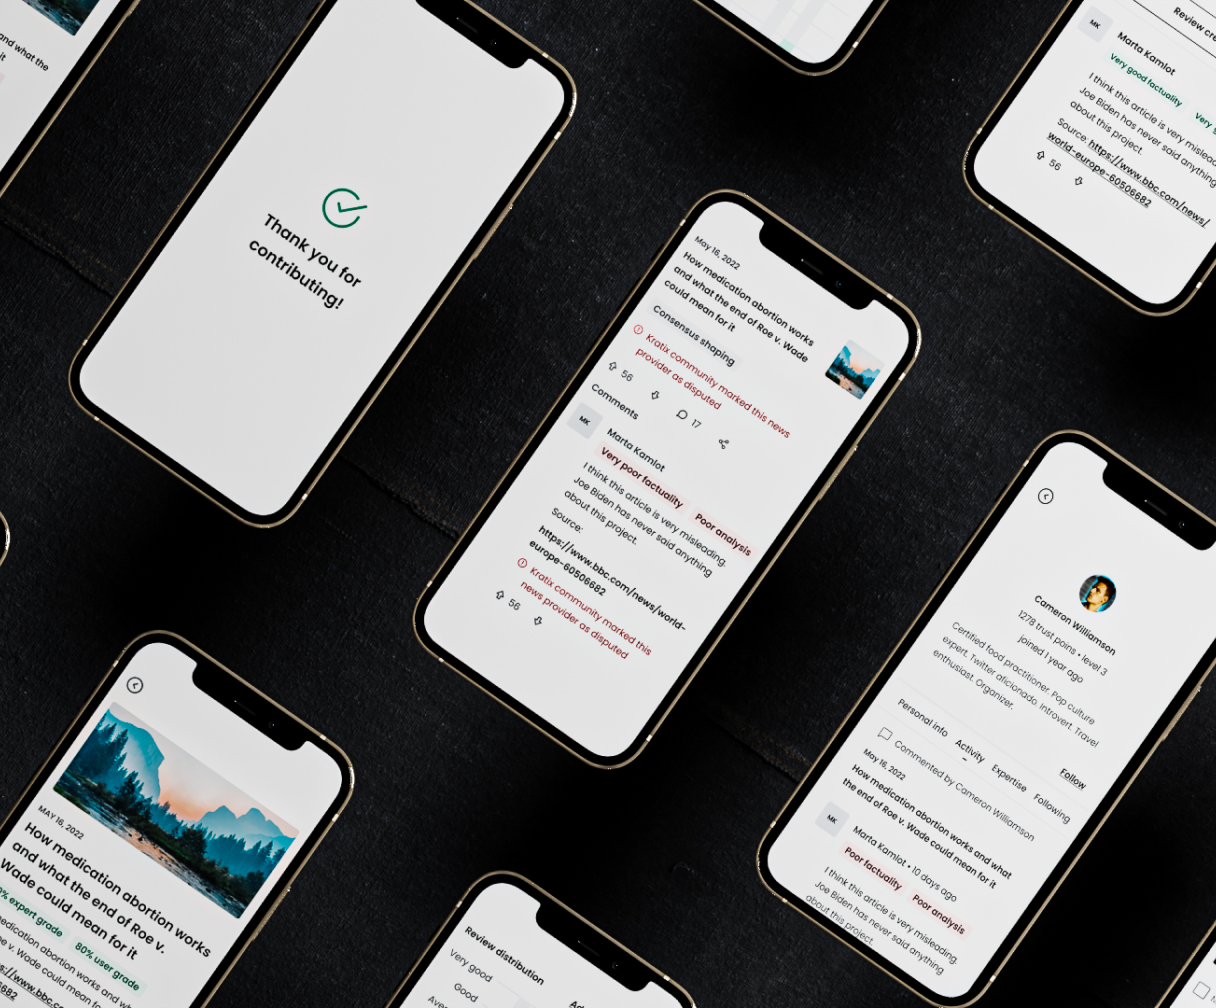 and what the
it
Thank you for
contributing!
Review cre
MK
Marta Kamlot
Very good factuality
Very s
I think this article is very mislead
Joe Biden has never said anything
about this project.
Source: https://www.bbc.com/news/
world-europe-60506682
56
May 16, 2022
How medication abortion works
and what the end of Roe v. Wade
could mean for it
Consensus shaping
Kratix community marked this news
provider as disputed
56
17
Comments
MK
Marta Kamlot
Very poor factuality
Poor analysis
I think this article is very misleading.
Joe Biden has never said anything
about this project.
Source:
https://www.bbc.com/news/world-
europe-60506682
Kratix community marked this
news provider as disputed
56
Cameron Williamson
1278 trust poins • level 3
joined 1 year ago
Certified food practitioner. Pop culture
expert. Twitter aficionado. Introvert. Travel
enthusiast. Organizer.
Follow
Personal info
Activity
Expertise
Following
Commented by Cameron Williamson
May 16, 2022
How medication abortion works and what
the end of Roe v. Wade could mean for it
MK
Marta Kamlot • 10 days ago
Poor factuality
Poor analysis
I think this article is very misleading.
Joe Biden has never said anything
about this project.
MAY 16, 2022
How medication abortion works
and what the end of Roe v.
Wade could mean for it
% expert grade
80% user grade
edication abortion works and wh
e v. Wade could mean for
s://www.bbc.com/news
682
Review distribution
Very good
Good
Aver